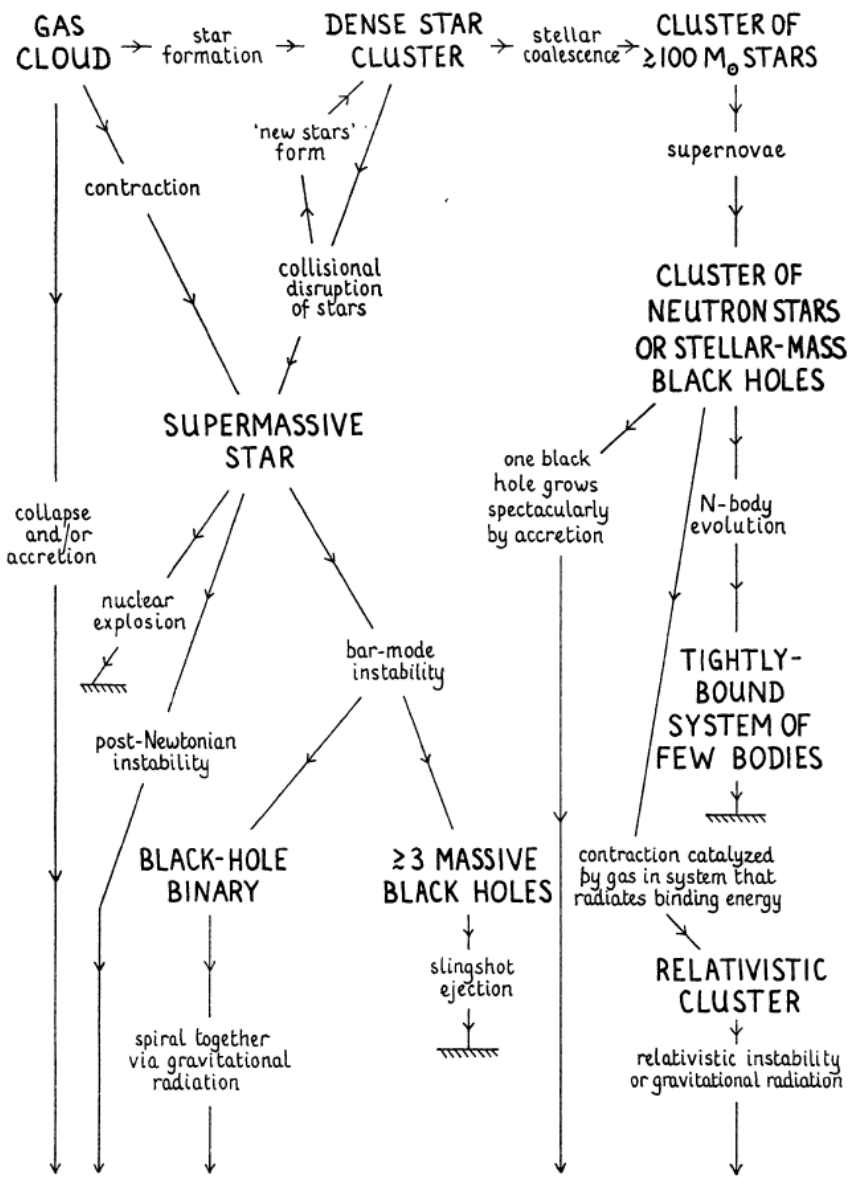 GAS
CLOUD
star
formation
DENSE STAR
CLUSTER
stellar
coalescence
CLUSTER OF
≥100 M⊙ STARS
'new stars'
form
supernovae
contraction
collisional
disruption
of stars
CLUSTER OF
NEUTRON STARS
OR STELLAR-MASS
BLACK HOLES
SUPERMASSIVE
STAR
one black
hole grows
spectacularly
by accretion
N-body
evolution
collapse
and/or
accretion
nuclear
explosion
bar-mode
instability
TIGHTLY-
BOUND
SYSTEM OF
FEW BODIES
post-Newtonian
instability
BLACK-HOLE
BINARY
≥3 MASSIVE
BLACK HOLES
contraction catalyzed
by gas in system that
radiates binding energy
slingshot
ejection
RELATIVISTIC
CLUSTER
spiral together
via gravitational
radiation
relativistic instability
or gravitational radiation